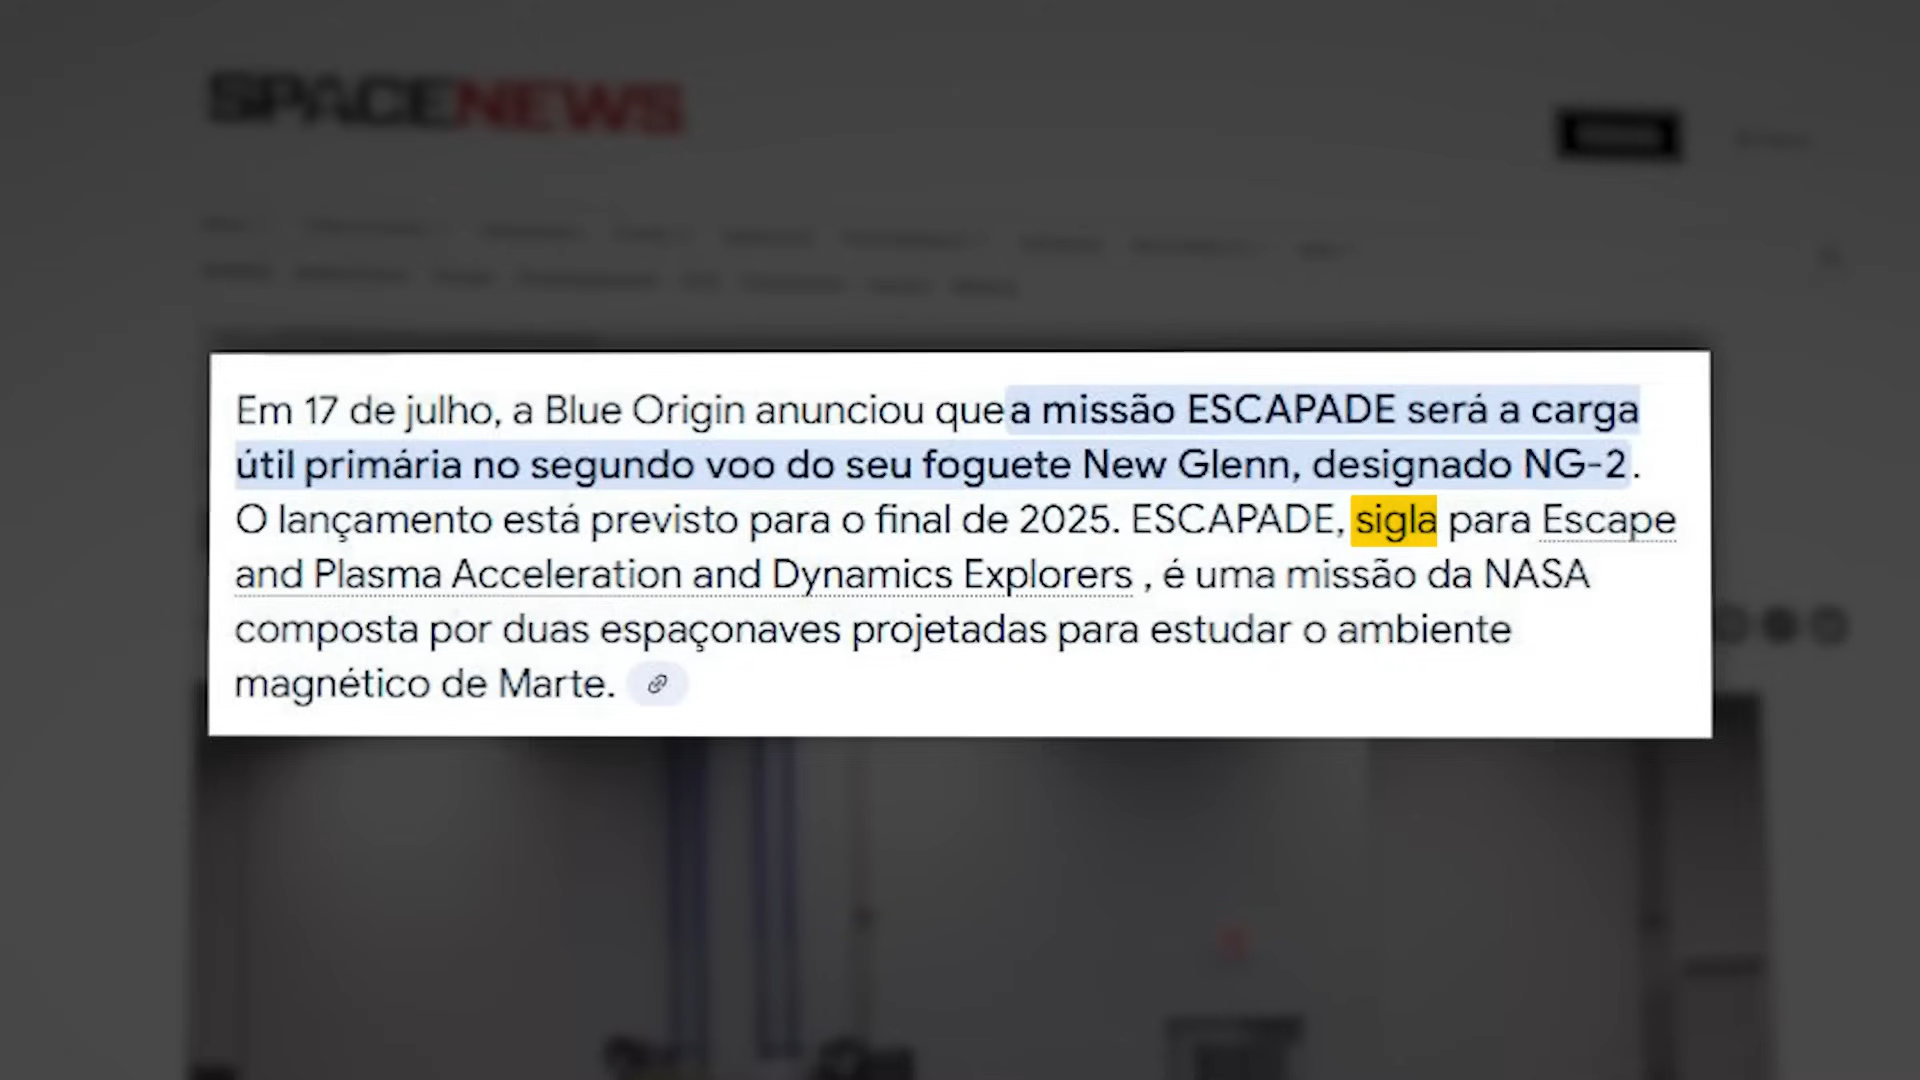 SPACENEWS
Em 17 de julho, a Blue Origin anunciou que a missão ESCAPADE será a carga
útil primária no segundo voo do seu foguete New Glenn, designado NG-2.
O lançamento está previsto para o final de 2025. ESCAPADE, sigla para Escape
and Plasma Acceleration and Dynamics Explorers , é uma missão da NASA
composta por duas espaçonaves projetadas para estudar o ambiente
magnético de Marte.